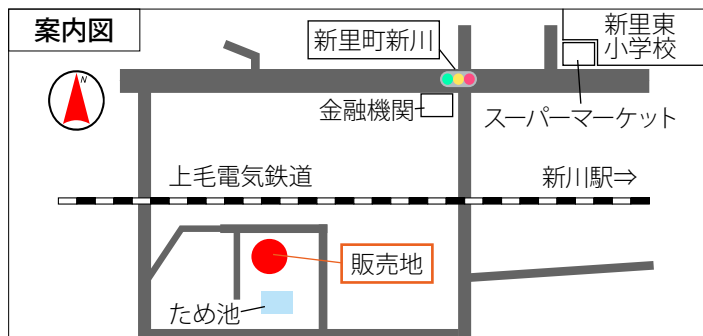 案内図
新里町新川
新里東
小学校
N
金融機関
スーパーマーケット
上毛電気鉄道
新川駅⇒
販売地
ため池